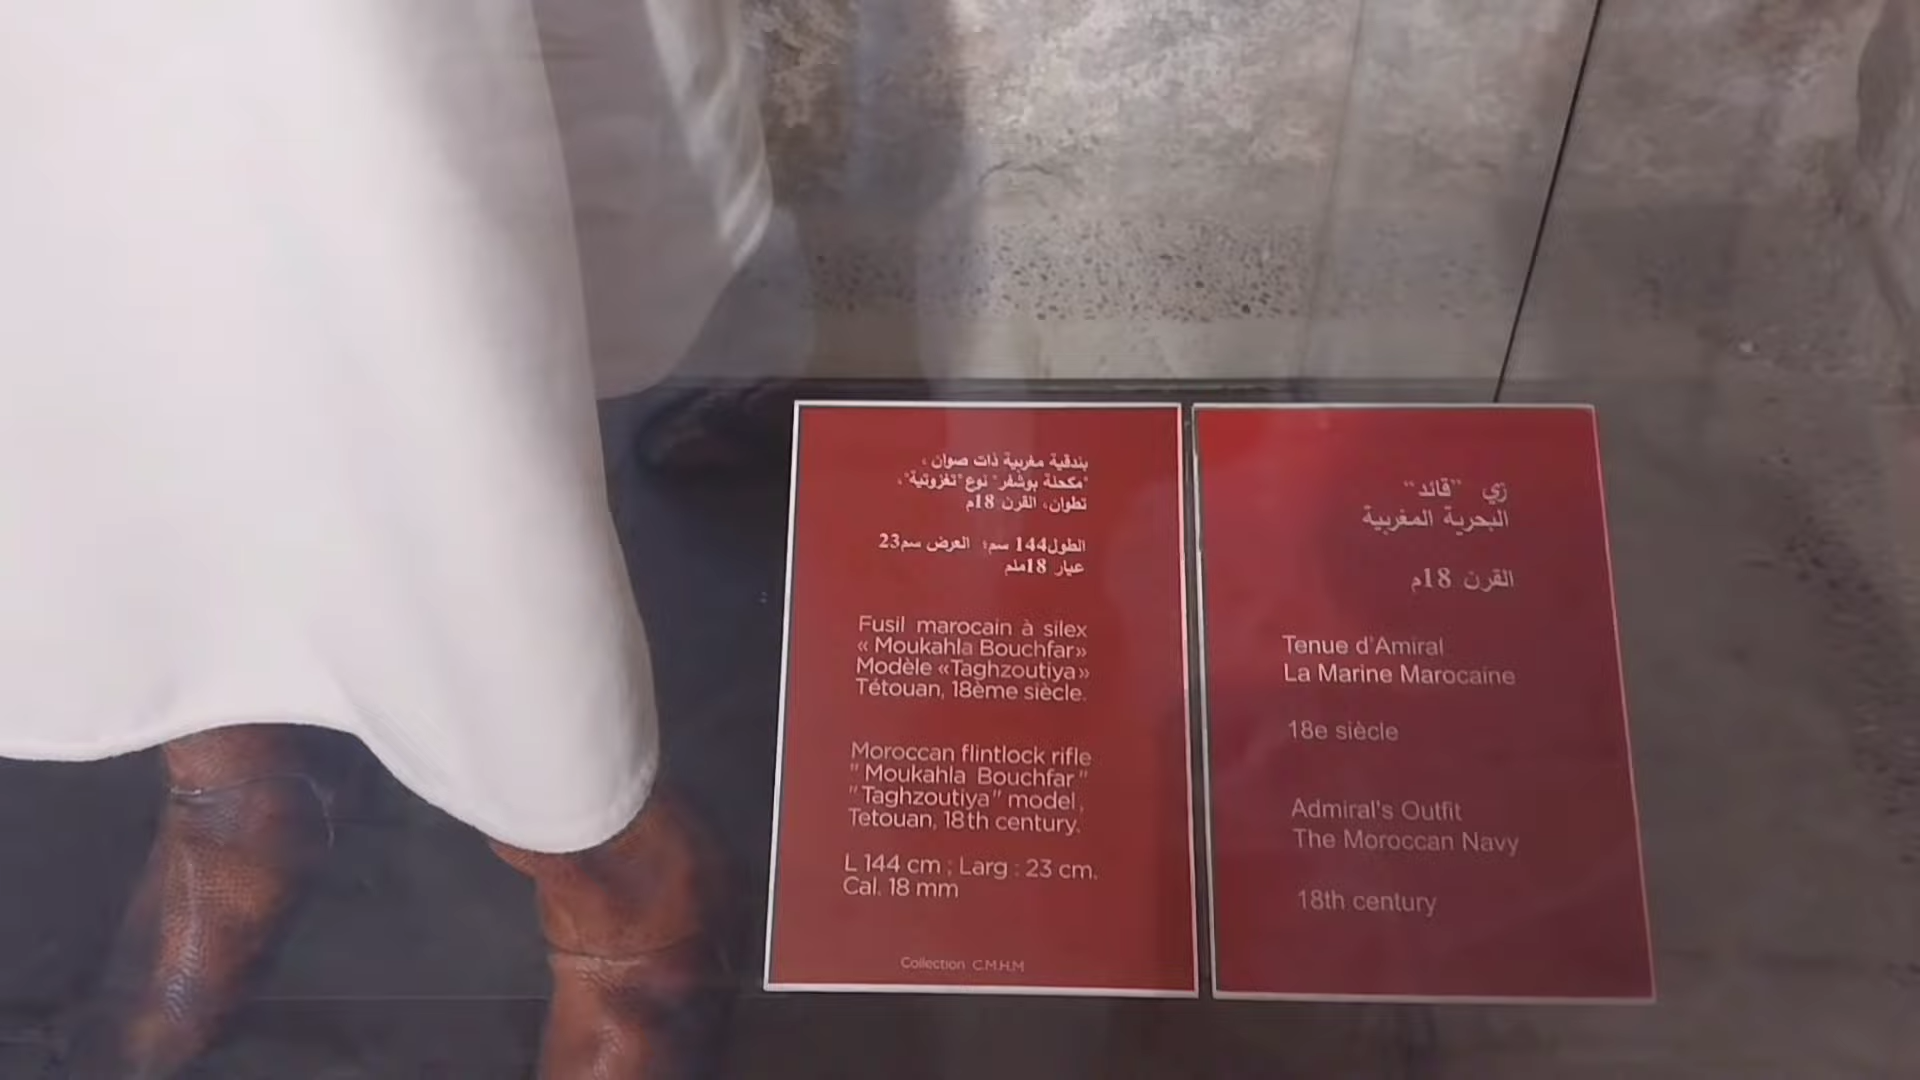 بندقية مغربية ذات صوان ،
"مكحلة بوشفر" نوع "تغزوتية"،
تطوان، القرن 18م
الطول144 سم؛ العرض سم23
عيار 18ملم
Fusil marocain à silex
« Moukahla Bouchfar»
Modèle «Taghzoutiya»
Tétouan, 18ème siècle.
Moroccan flintlock rifle
" Moukahla Bouchfar "
"Taghzoutiya" model,
Tetouan, 18th century.
L 144 cm ; Larg : 23 cm.
Cal. 18 mm
Collection C.M.H.M
زي "قائد"
البحرية المغربية
القرن 18م
Tenue d'Amiral
La Marine Marocaine
18e siècle
Admiral's Outfit
The Moroccan Navy
18th century